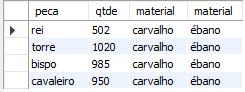 peca qtde material material
rei 502 carvalho ébano
torre 1020 carvalho ébano
bispo 985 carvalho ébano
cavaleiro 950 carvalho ébano